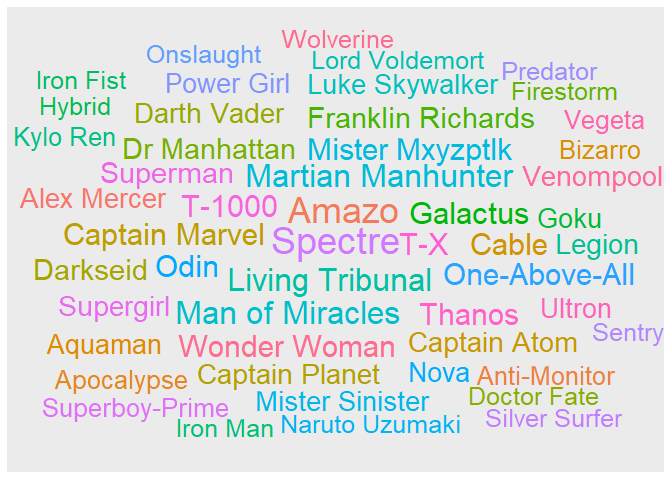 Wolverine
Onslaught
Lord Voldemort
Predator
Iron Fist
Power Girl
Luke Skywalker
Firestorm
Hybrid
Darth Vader
Franklin Richards
Vegeta
Kylo Ren
Dr Manhattan
Mister Mxyzptlk
Bizarro
Superman
Martian Manhunter
Venompool
Alex Mercer
T-1000
Amazo
Galactus
Goku
Captain Marvel
Spectre
T-X
Cable
Legion
Darkseid
Odin
Living Tribunal
One-Above-All
Supergirl
Man of Miracles
Thanos
Ultron
Aquaman
Wonder Woman
Captain Atom
Sentry
Apocalypse
Captain Planet
Nova
Anti-Monitor
Superboy-Prime
Mister Sinister
Doctor Fate
Iron Man
Naruto Uzumaki
Silver Surfer